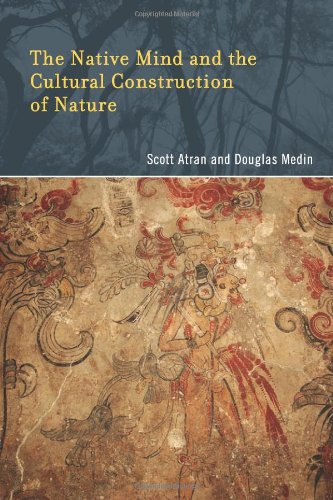 The Native Mind and the
Cultural Construction
of Nature
Scott Atran and Douglas Medin